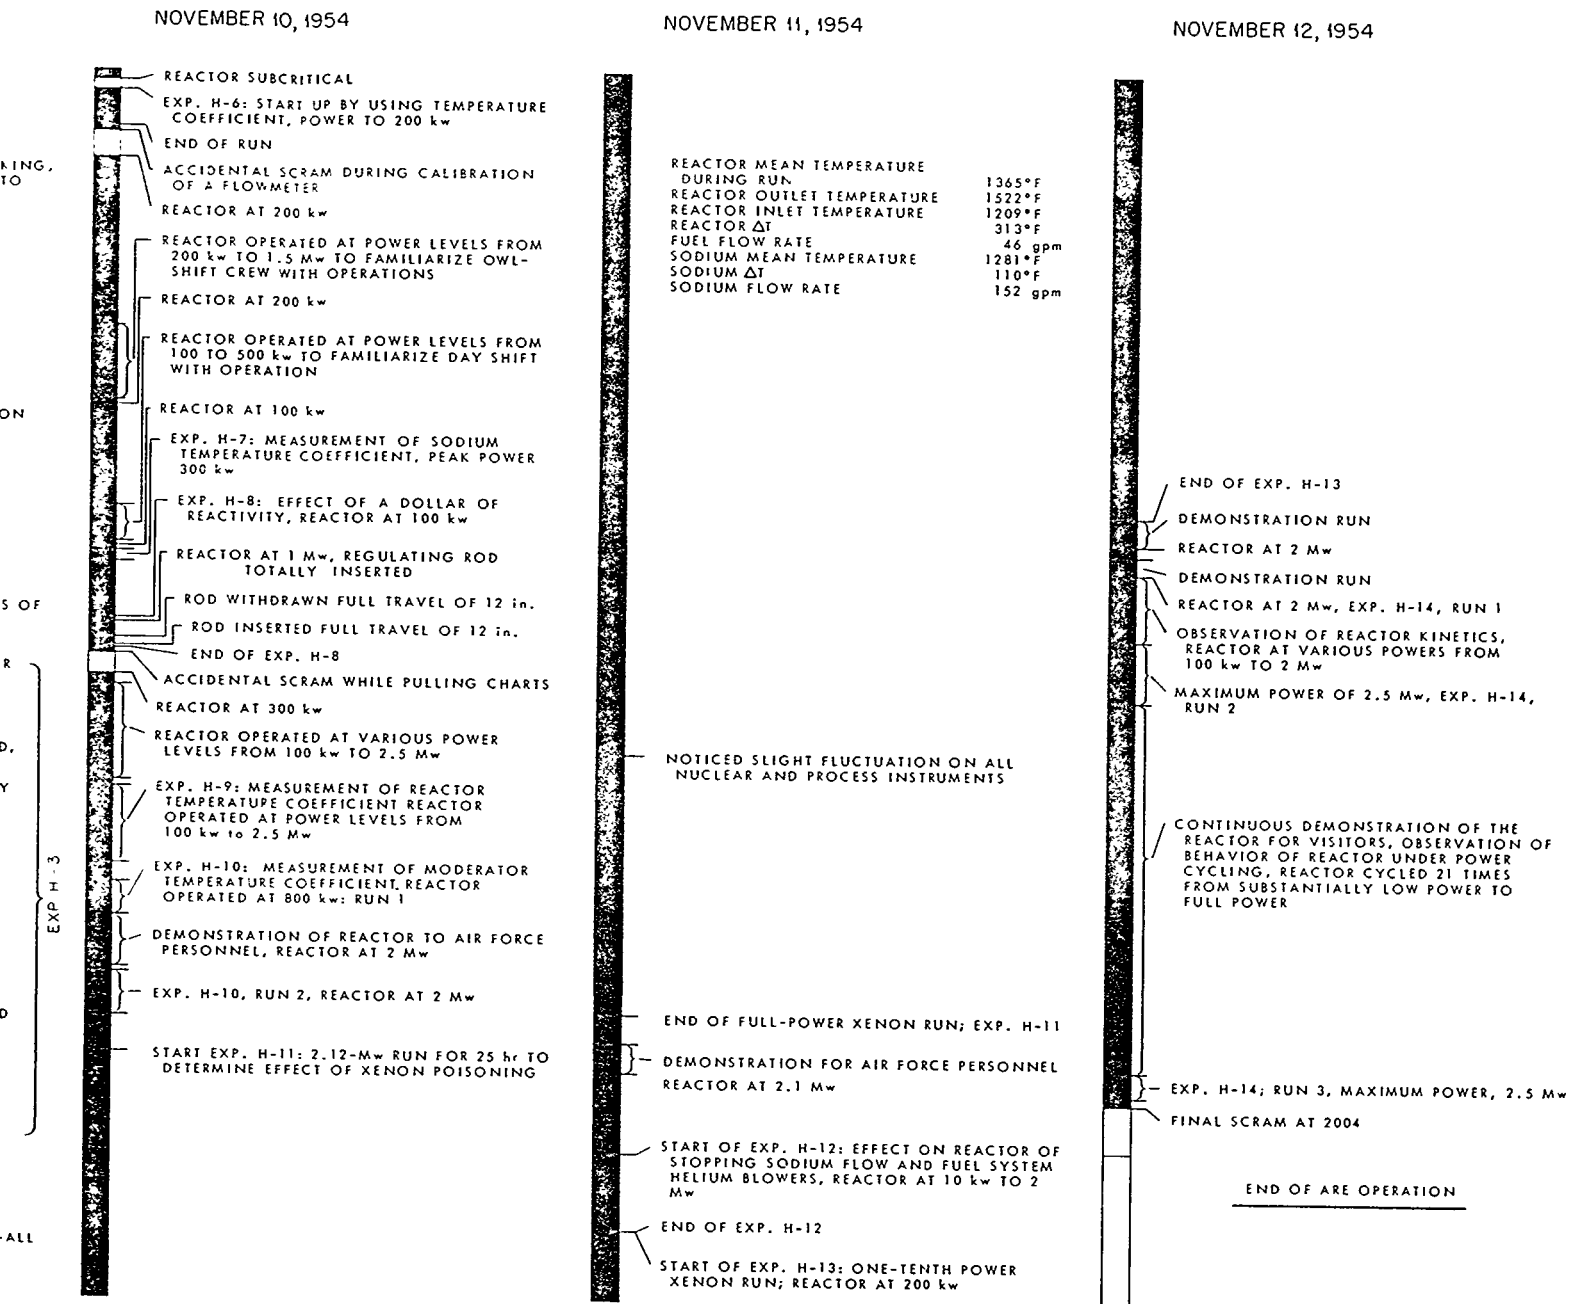 NOVEMBER 10, 1954
REACTOR SUBCRITICAL
EXP. H-6: START UP BY USING TEMPERATURE
COEFFICIENT, POWER TO 200 kw
END OF RUN
ACCIDENTAL SCRAM DURING CALIBRATION
OF A FLOWMETER
REACTOR AT 200 kw
REACTOR OPERATED AT POWER LEVELS FROM
200 kw TO 1.5 Mw TO FAMILIARIZE OWL-
SHIFT CREW WITH OPERATIONS
REACTOR AT 200 kw
REACTOR OPERATED AT POWER LEVELS FROM
100 TO 500 kw TO FAMILIARIZE DAY SHIFT
WITH OPERATION
REACTOR AT 100 kw
EXP. H-7: MEASUREMENT OF SODIUM
TEMPERATURE COEFFICIENT, PEAK POWER
300 kw
EXP. H-8: EFFECT OF A DOLLAR OF
REACTIVITY, REACTOR AT 100 kw
REACTOR AT 1 Mw, REGULATING ROD
TOTALLY INSERTED
ROD WITHDRAWN FULL TRAVEL OF 12 in.
ROD INSERTED FULL TRAVEL OF 12 in.
END OF EXP. H-8
ACCIDENTAL SCRAM WHILE PULLING CHARTS
REACTOR AT 300 kw
REACTOR OPERATED AT VARIOUS POWER
LEVELS FROM 100 kw TO 2.5 Mw
EXP. H-9: MEASUREMENT OF REACTOR
TEMPERATURE COEFFICIENT REACTOR
OPERATED AT POWER LEVELS FROM
100 kw to 2.5 Mw
EXP. H-10: MEASUREMENT OF MODERATOR
TEMPERATURE COEFFICIENT. REACTOR
OPERATED AT 800 kw: RUN 1
DEMONSTRATION OF REACTOR TO AIR FORCE
PERSONNEL, REACTOR AT 2 Mw
EXP. H-10, RUN 2, REACTOR AT 2 Mw
START EXP. H-11: 2.12-Mw RUN FOR 25 hr TO
DETERMINE EFFECT OF XENON POISONING
KING,
TO
ON
S OF
R
D,
Y
EXP H-3
D
-ALL
NOVEMBER 11, 1954
REACTOR MEAN TEMPERATURE
DURING RUN 1365°F
REACTOR OUTLET TEMPERATURE 1522°F
REACTOR INLET TEMPERATURE 1209°F
REACTOR ΔT 313°F
FUEL FLOW RATE 46 gpm
SODIUM MEAN TEMPERATURE 1281°F
SODIUM ΔT 110°F
SODIUM FLOW RATE 152 gpm
NOTICED SLIGHT FLUCTUATION ON ALL
NUCLEAR AND PROCESS INSTRUMENTS
END OF FULL-POWER XENON RUN; EXP. H-11
DEMONSTRATION FOR AIR FORCE PERSONNEL
REACTOR AT 2.1 Mw
START OF EXP. H-12: EFFECT ON REACTOR OF
STOPPING SODIUM FLOW AND FUEL SYSTEM
HELIUM BLOWERS, REACTOR AT 10 kw TO 2
Mw
END OF EXP. H-12
START OF EXP. H-13: ONE-TENTH POWER
XENON RUN; REACTOR AT 200 kw
NOVEMBER 12, 1954
END OF EXP. H-13
DEMONSTRATION RUN
REACTOR AT 2 Mw
DEMONSTRATION RUN
REACTOR AT 2 Mw, EXP. H-14, RUN 1
OBSERVATION OF REACTOR KINETICS,
REACTOR AT VARIOUS POWERS FROM
100 kw TO 2 Mw
MAXIMUM POWER OF 2.5 Mw, EXP. H-14,
RUN 2
CONTINUOUS DEMONSTRATION OF THE
REACTOR FOR VISITORS, OBSERVATION OF
BEHAVIOR OF REACTOR UNDER POWER
CYCLING, REACTOR CYCLED 21 TIMES
FROM SUBSTANTIALLY LOW POWER TO
FULL POWER
EXP. H-14; RUN 3, MAXIMUM POWER, 2.5 Mw
FINAL SCRAM AT 2004
END OF ARE OPERATION